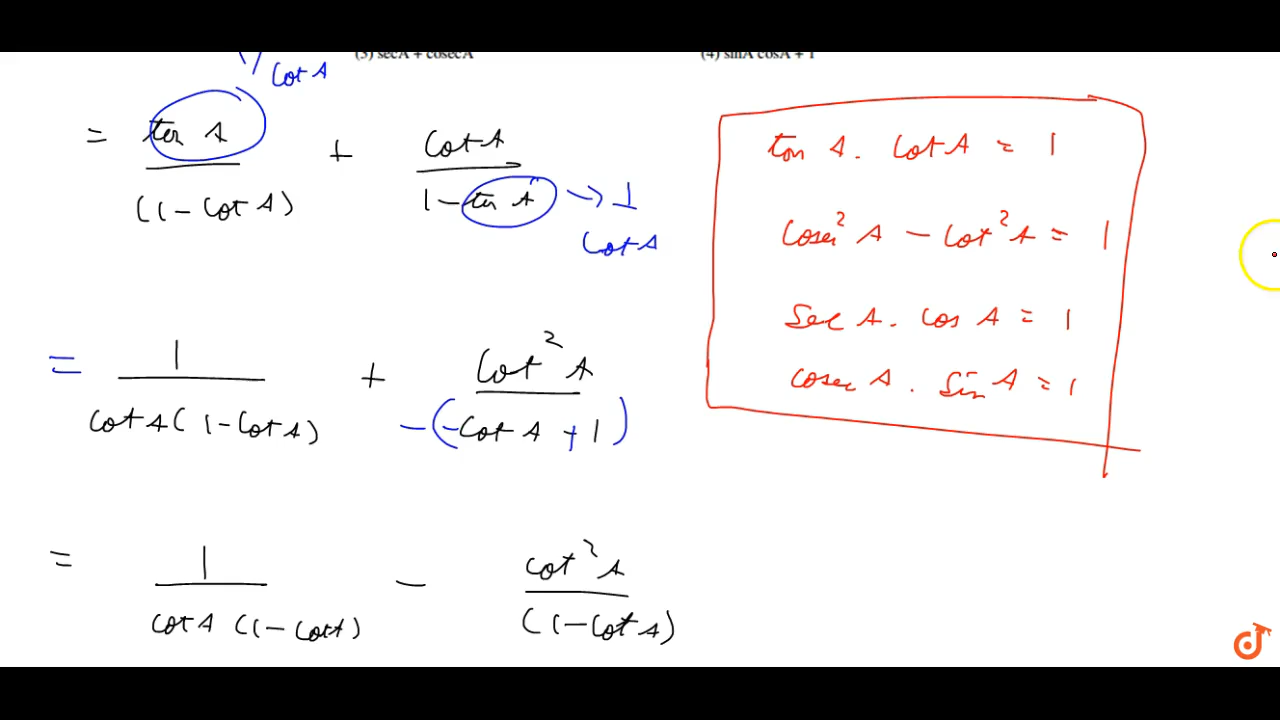 (3) secA + cosecA (4) sinA cosA + 1
1/cot A
= tan A/(1 - cot A) + cot A/1 - tan A → 1/cot A
tan A. cot A = 1
cosec² A - cot² A = 1
sec A. cos A = 1
cosec A. sin A = 1
= 1/cot A(1 - cot A) + cot² A/-(-cot A + 1)
= 1/cot A (1 - cot A) - cot² A/(1 - cot A)